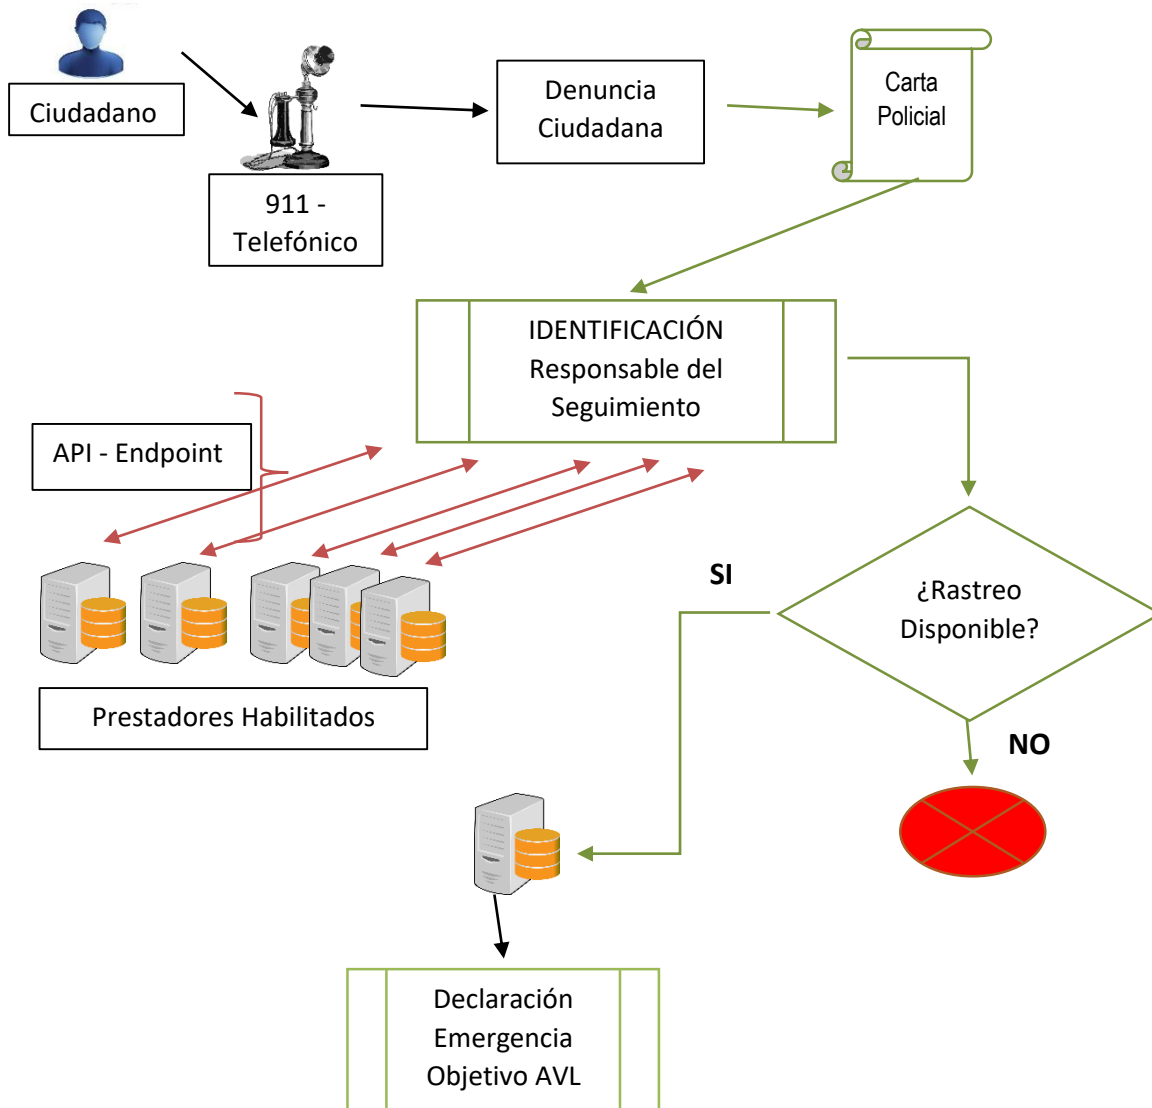 Ciudadano
911 -
Telefónico
Denuncia
Ciudadana
Carta
Policial
IDENTIFICACIÓN
Responsable del
Seguimiento
API - Endpoint
Prestadores Habilitados
SI
¿Rastreo
Disponible?
NO
Declaración
Emergencia
Objetivo AVL